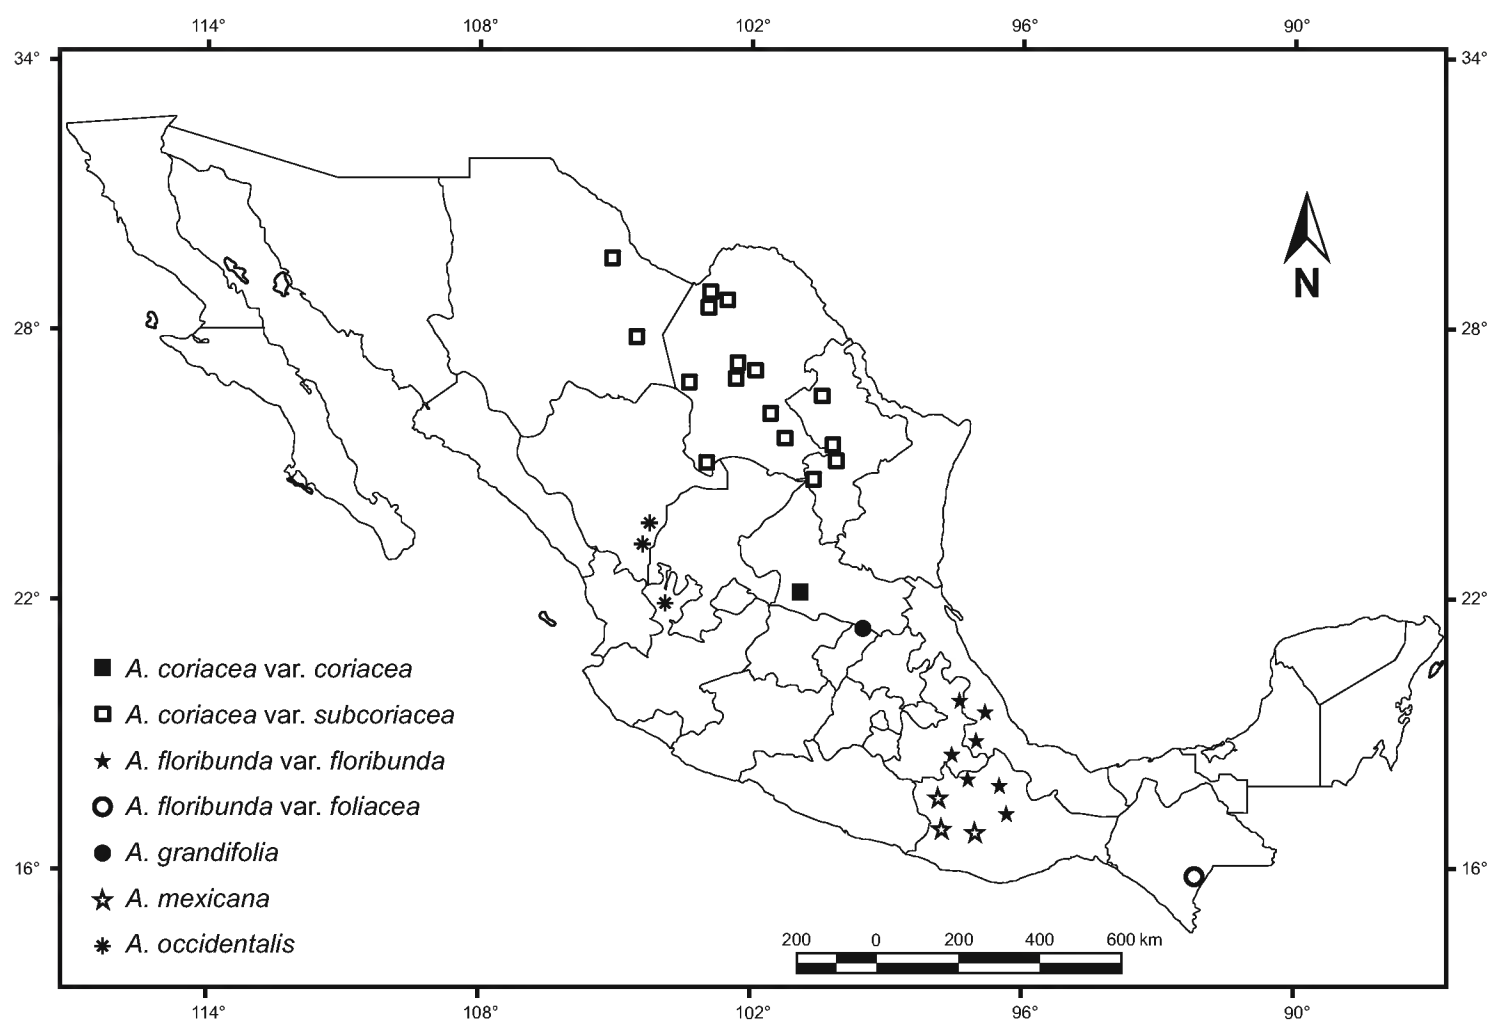 114° 108° 102° 96° 90°
34° 34°
N
28° 28°
22° 22°
A. coriacea var. coriacea
A. coriacea var. subcoriacea
A. floribunda var. floribunda
A. floribunda var. foliacea
A. grandifolia
16° 16°
A. mexicana
A. occidentalis
200 0 200 400 600 km
114° 108° 102° 96° 90°